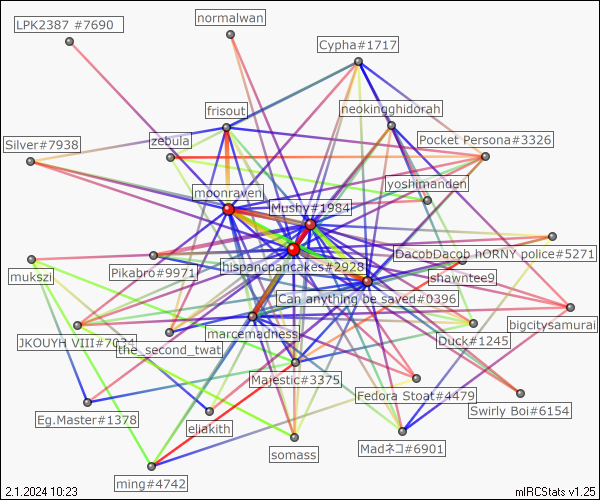 LPK2387 #7690
normalwan
Cypha#1717
frisout
neokingghidorah
Silver#7938
zebula
Pocket Persona#3326
moonraven
yoshimanden
Mushy#1984
DacobDacob hORNY police#5271
mukszi
Pikabro#9971
hispancpancakes#2928
shawntee9
Can anything be saved#0396
JKOUYH VIII#7034
the_second_twat
marcemadness
Duck#1245
bigcitysamurai
Majestic#3375
Fedora Stoat#4479
Swirly Boi#6154
Eg.Master#1378
eliakith
somass
Madネコ#6901
ming#4742
2.1.2024 10:23
mIRCStats v1.25